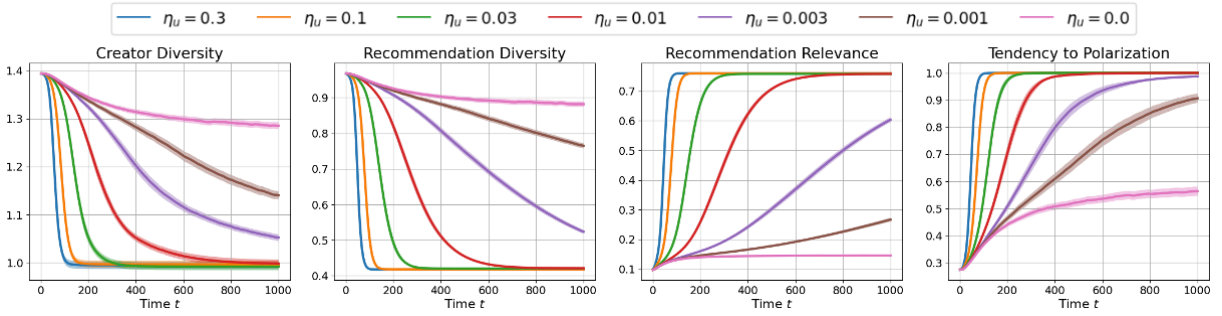 η_u = 0.3 η_u = 0.1 η_u = 0.03 η_u = 0.01 η_u = 0.003 η_u = 0.001 η_u = 0.0
Creator Diversity
1.4
1.3
1.2
1.1
1.0
0 200 400 600 800 1000
Time t
Recommendation Diversity
0.9
0.8
0.7
0.6
0.5
0.4
0 200 400 600 800 1000
Time t
Recommendation Relevance
0.7
0.6
0.5
0.4
0.3
0.2
0.1
0 200 400 600 800 1000
Time t
Tendency to Polarization
1.0
0.9
0.8
0.7
0.6
0.5
0.4
0.3
0 200 400 600 800 1000
Time t